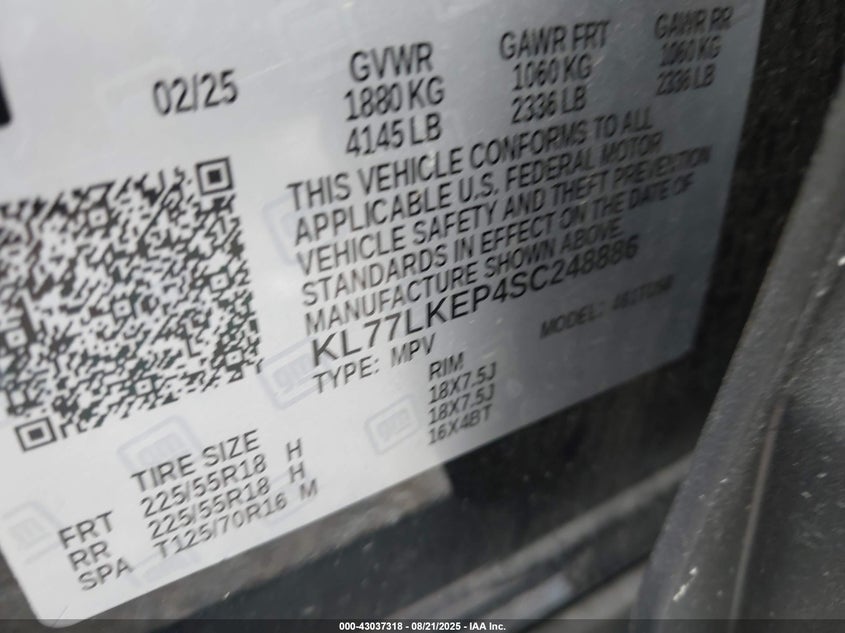 02/25
GVWR
1880 KG
4145 LB
GAWR FRT
1060 KG
2336 LB
GAWR RR
1060 KG
2336 LB
THIS VEHICLE CONFORMS TO ALL
APPLICABLE U.S. FEDERAL MOTOR
VEHICLE SAFETY AND THEFT PREVENTION
STANDARDS IN EFFECT ON THE DATE OF
MANUFACTURE SHOWN ABOVE.
KL77LKEP4SC248886
TYPE: MPV
MODEL:
TIRE SIZE RIM
FRT 225/55R18 H 18X7.5J
RR 225/55R18 H 18X7.5J
SPA T125/70R16 M 16X4BT
gm
000-43037318 - 08/21/2025 - IAA Inc.